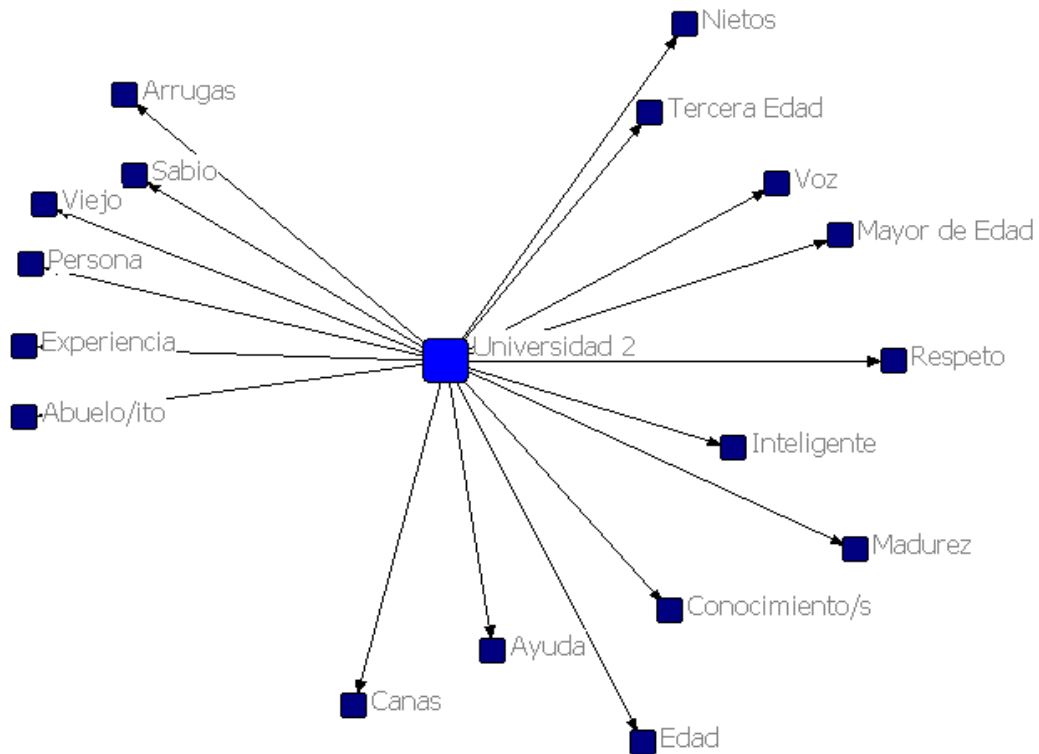 Nietos
Arrugas
Tercera Edad
Sabio
Voz
Viejo
Mayor de Edad
Persona
Experiencia
Universidad 2
Respeto
Abuelo/ito
Inteligente
Madurez
Conocimiento/s
Ayuda
Canas
Edad